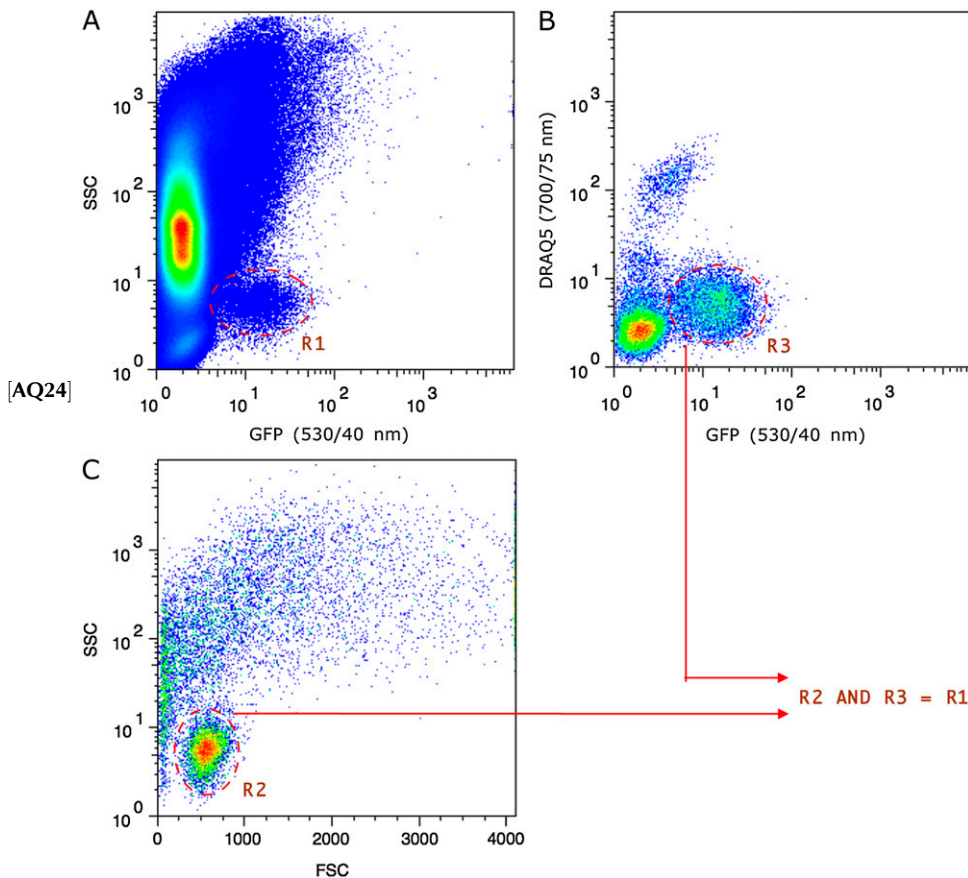 A
SSC
10^3
10^2
10^1
10^0
R1
10^0 10^1 10^2 10^3
GFP (530/40 nm)
B
DRAQ5 (700/75 nm)
10^3
10^2
10^1
10^0
R3
10^0 10^1 10^2 10^3
GFP (530/40 nm)
[AQ24]
C
SSC
10^3
10^2
10^1
10^0
R2
0 1000 2000 3000 4000
FSC
R2 AND R3 = R1